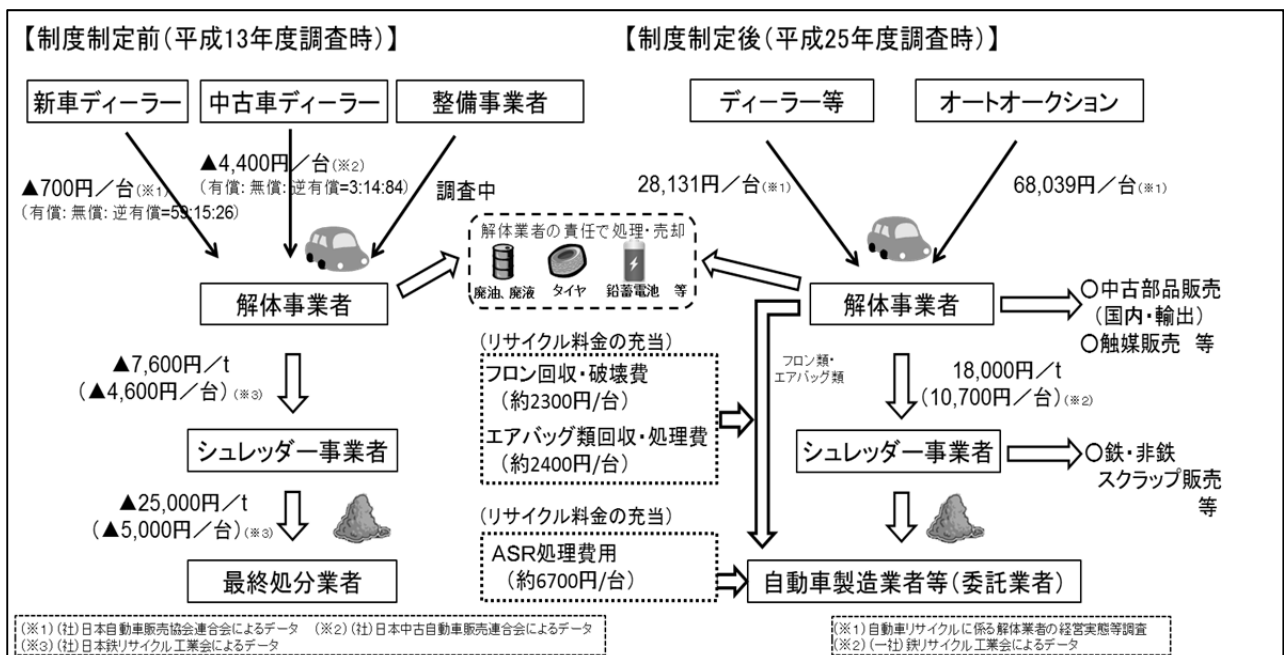 【制度制定前(平成13年度調査時)】
新車ディーラー
中古車ディーラー
整備事業者
▲4,400円/台(※2)
(有償:無償:逆有償=3:14:84)
▲700円/台(※1)
(有償:無償:逆有償=59:15:26)
調査中
解体事業者
▲7,600円/t
(▲4,600円/台)(※3)
シュレッダー事業者
▲25,000円/t
(▲5,000円/台)(※3)
最終処分業者
(※1)(社)日本自動車販売協会連合会によるデータ (※2)(社)日本中古自動車販売連合会によるデータ
(※3)(社)日本鉄リサイクル工業会によるデータ
解体業者の責任で処理・売却
廃油、廃液 タイヤ 鉛蓄電池 等
(リサイクル料金の充当)
フロン回収・破壊費
(約2300円/台)
エアバッグ類回収・処理費
(約2400円/台)
(リサイクル料金の充当)
ASR処理費用
(約6700円/台)
【制度制定後(平成25年度調査時)】
ディーラー等
オートオークション
28,131円/台(※1)
68,039円/台(※1)
解体事業者
○中古部品販売
(国内・輸出)
○触媒販売 等
フロン類・
エアバッグ類
18,000円/t
(10,700円/台)(※2)
シュレッダー事業者
○鉄・非鉄
スクラップ販売
等
自動車製造業者等(委託業者)
(※1)自動車リサイクルに係る解体業者の経営実態等調査
(※2)(一社)鉄リサイクル工業会によるデータ